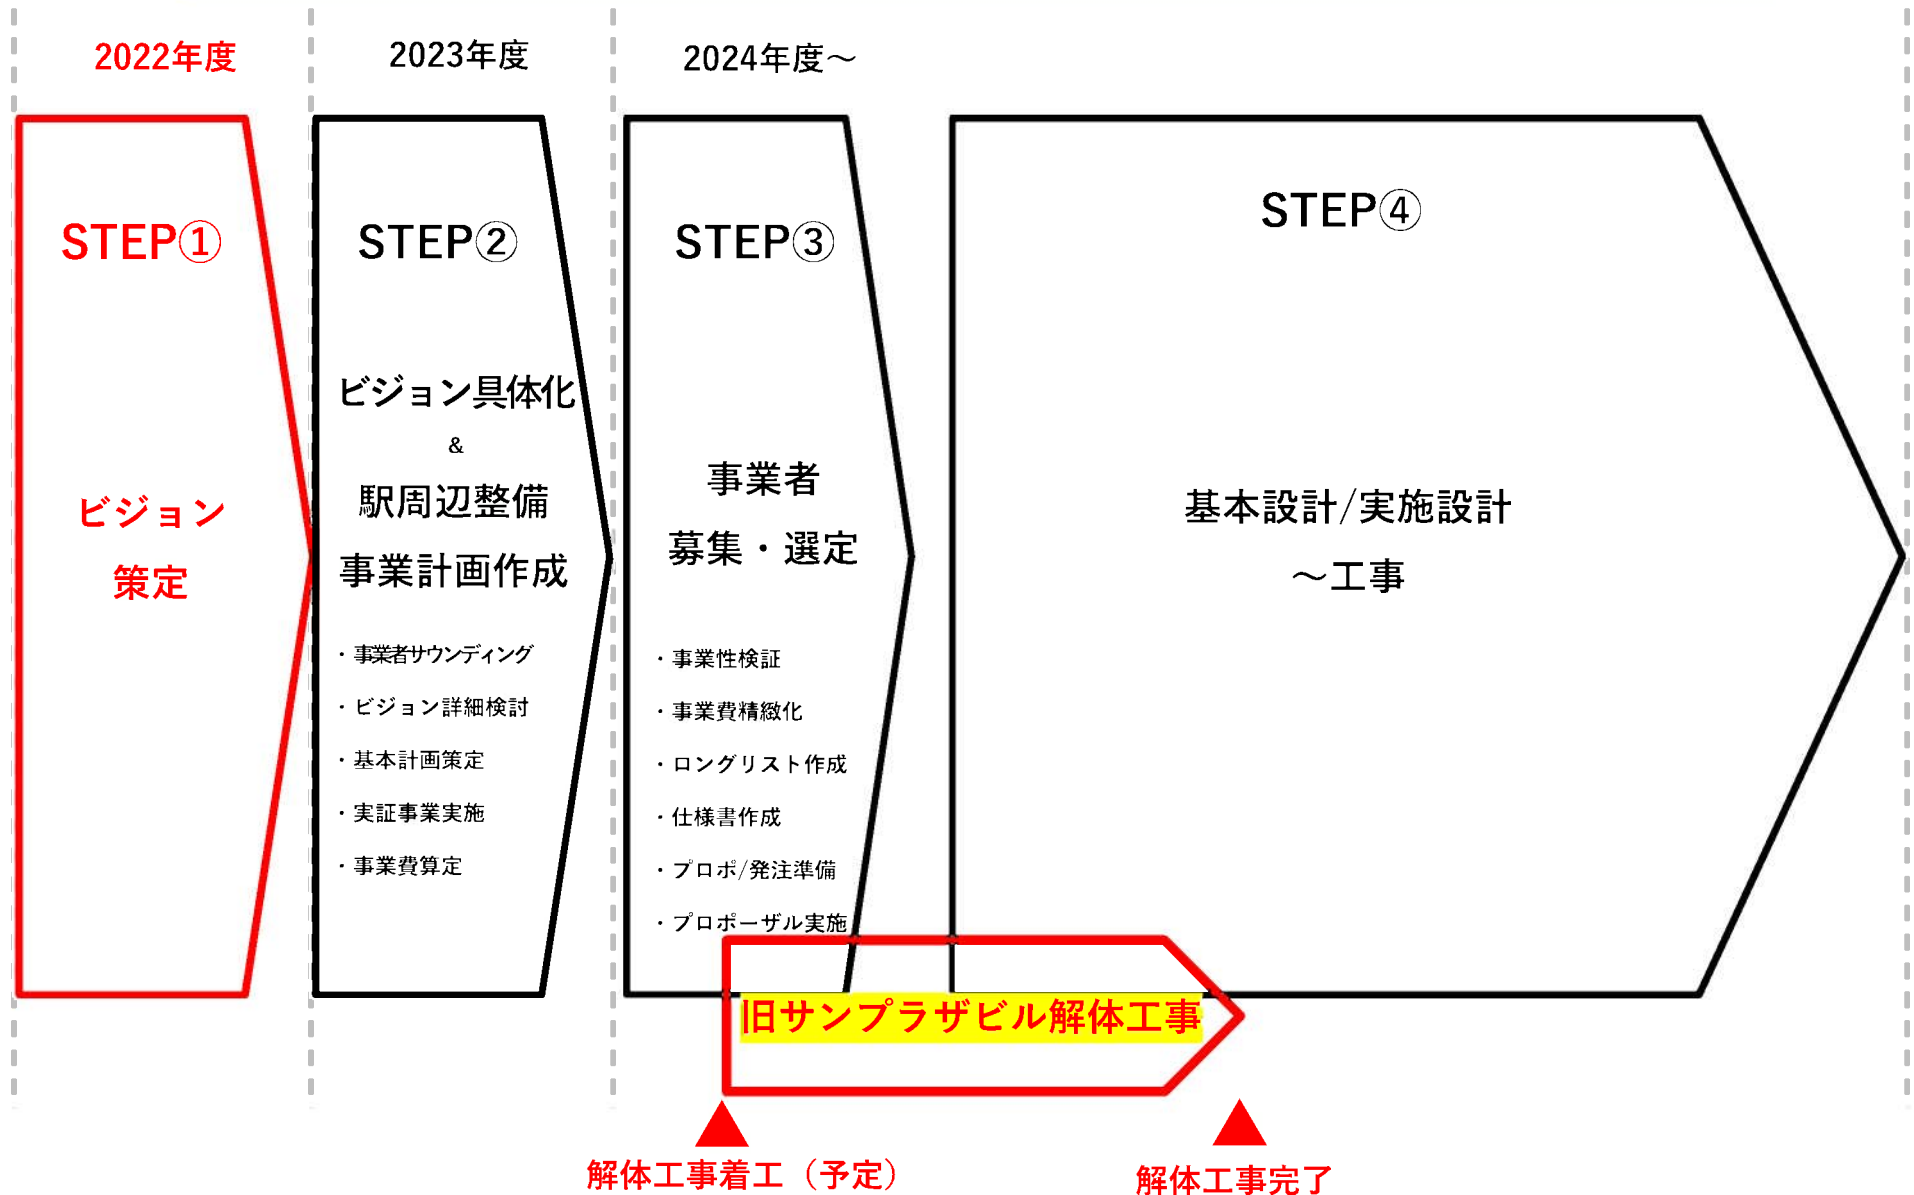 2022年度
2023年度
2024年度～
STEP①
ビジョン
策定
STEP②
ビジョン具体化
&
駅周辺整備
事業計画作成
・事業者サウンディング
・ビジョン詳細検討
・基本計画策定
・実証事業実施
・事業費算定
STEP③
事業者
募集・選定
・事業性検証
・事業費精緻化
・ロングリスト作成
・仕様書作成
・プロポ/発注準備
・プロポーザル実施
STEP④
基本設計/実施設計
～工事
旧サンプラザビル解体工事
解体工事着工（予定）
解体工事完了